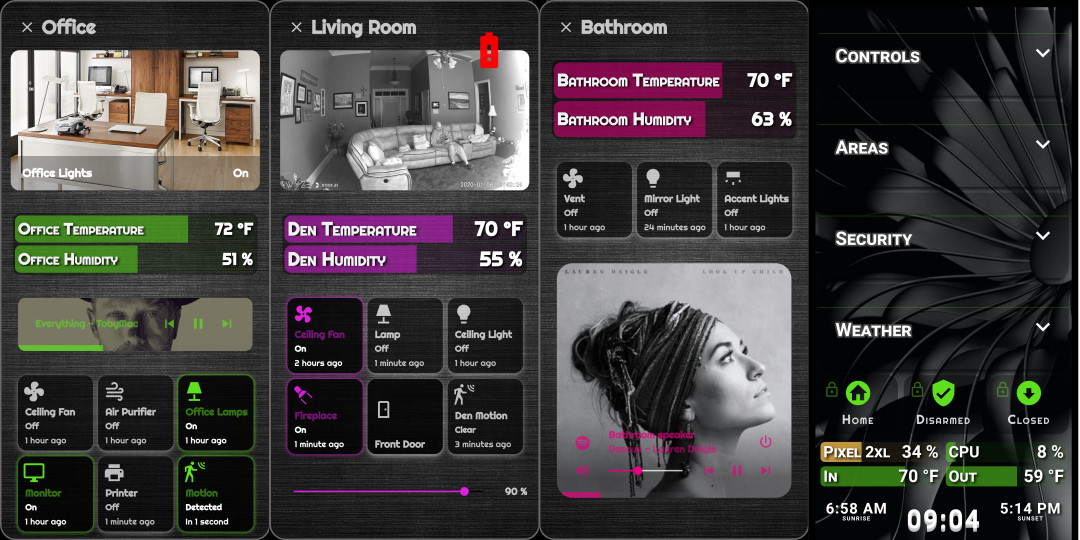 Office
Office Lights
On
Office Temperature
72 °F
Office Humidity
51 %
Everything - TobyMac
Ceiling Fan
Off
1 hour ago
Air Purifier
Off
1 hour ago
Office Lamps
On
1 hour ago
Monitor
On
1 hour ago
Printer
Off
1 minute ago
Motion
Detected
In 1 second
Living Room
Den Temperature
70 °F
Den Humidity
55 %
Ceiling Fan
On
2 hours ago
Lamp
Off
1 minute ago
Ceiling Light
Off
1 hour ago
Fireplace
On
1 minute ago
Front Door
Den Motion
Clear
3 minutes ago
90 %
Bathroom
Bathroom Temperature
70 °F
Bathroom Humidity
63 %
Vent
Off
1 hour ago
Mirror Light
Off
24 minutes ago
Accent Lights
Off
1 hour ago
LAUREN DAIGLE
LOOK UP CHILD
Bathroom speaker
Lauren Daigle
Controls
Areas
Security
Weather
Home
Disarmed
Closed
Pixel 2XL
34 %
CPU
8 %
In
70 °F
Out
59 °F
6:58 AM
SUNRISE
09:04
5:14 PM
SUNSET